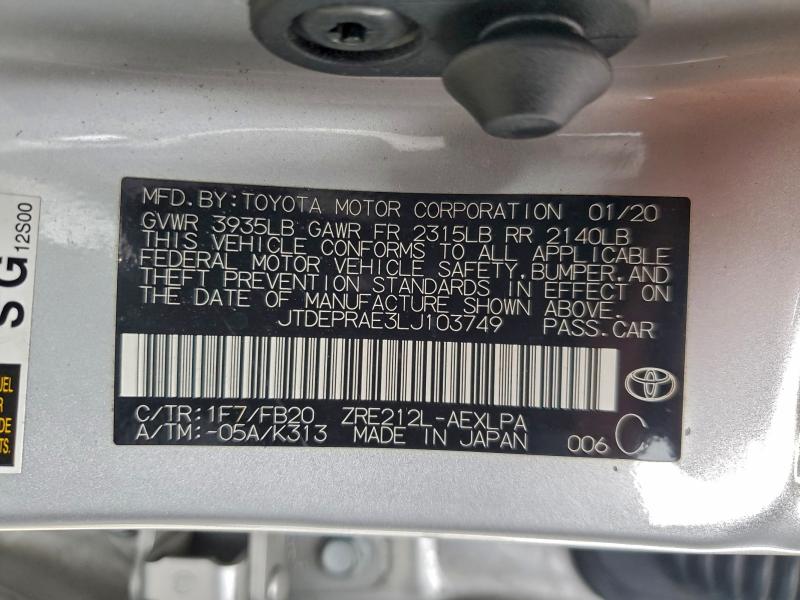 MFD. BY: TOYOTA MOTOR CORPORATION 01/20
GVWR 3935LB GAWR FR 2315LB RR 2140LB
THIS VEHICLE CONFORMS TO ALL APPLICABLE
FEDERAL MOTOR VEHICLE SAFETY, BUMPER, AND
THEFT PREVENTION STANDARDS IN EFFECT ON
THE DATE OF MANUFACTURE SHOWN ABOVE.
JTDEPRAE3LJ103749 PASS.CAR
C/TR: 1F7/FB20 ZRE212L-AEXLPA
A/TM: -05A/K313 MADE IN JAPAN 006 C
SG
12S00